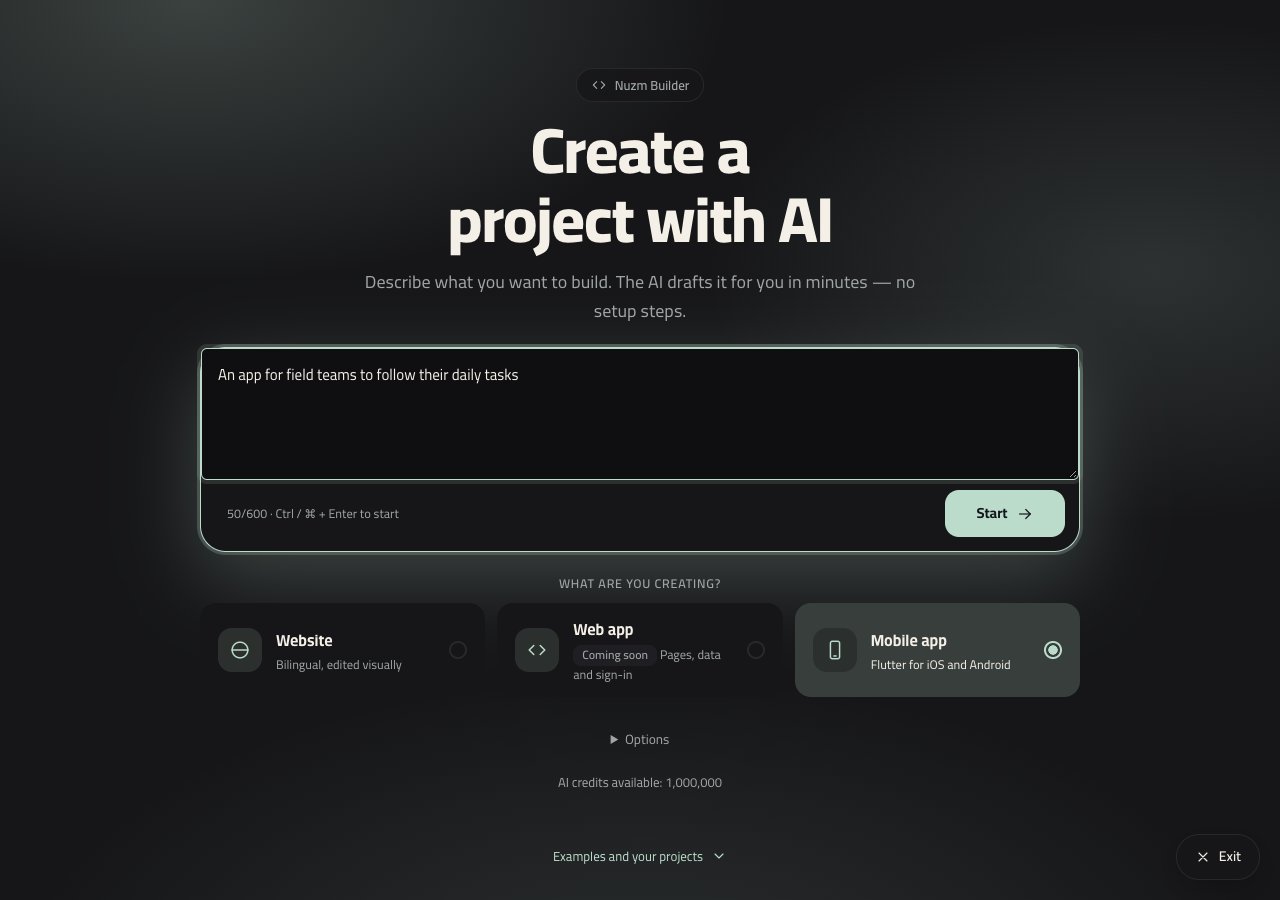 Nuzm Builder
Create a
project with AI
Describe what you want to build. The AI drafts it for you in minutes — no
setup steps.
An app for field teams to follow their daily tasks
50/600 · Ctrl / ⌘ + Enter to start
Start
WHAT ARE YOU CREATING?
Website
Bilingual, edited visually
Web app
Coming soon Pages, data
and sign-in
Mobile app
Flutter for iOS and Android
Options
AI credits available: 1,000,000
Examples and your projects
Exit